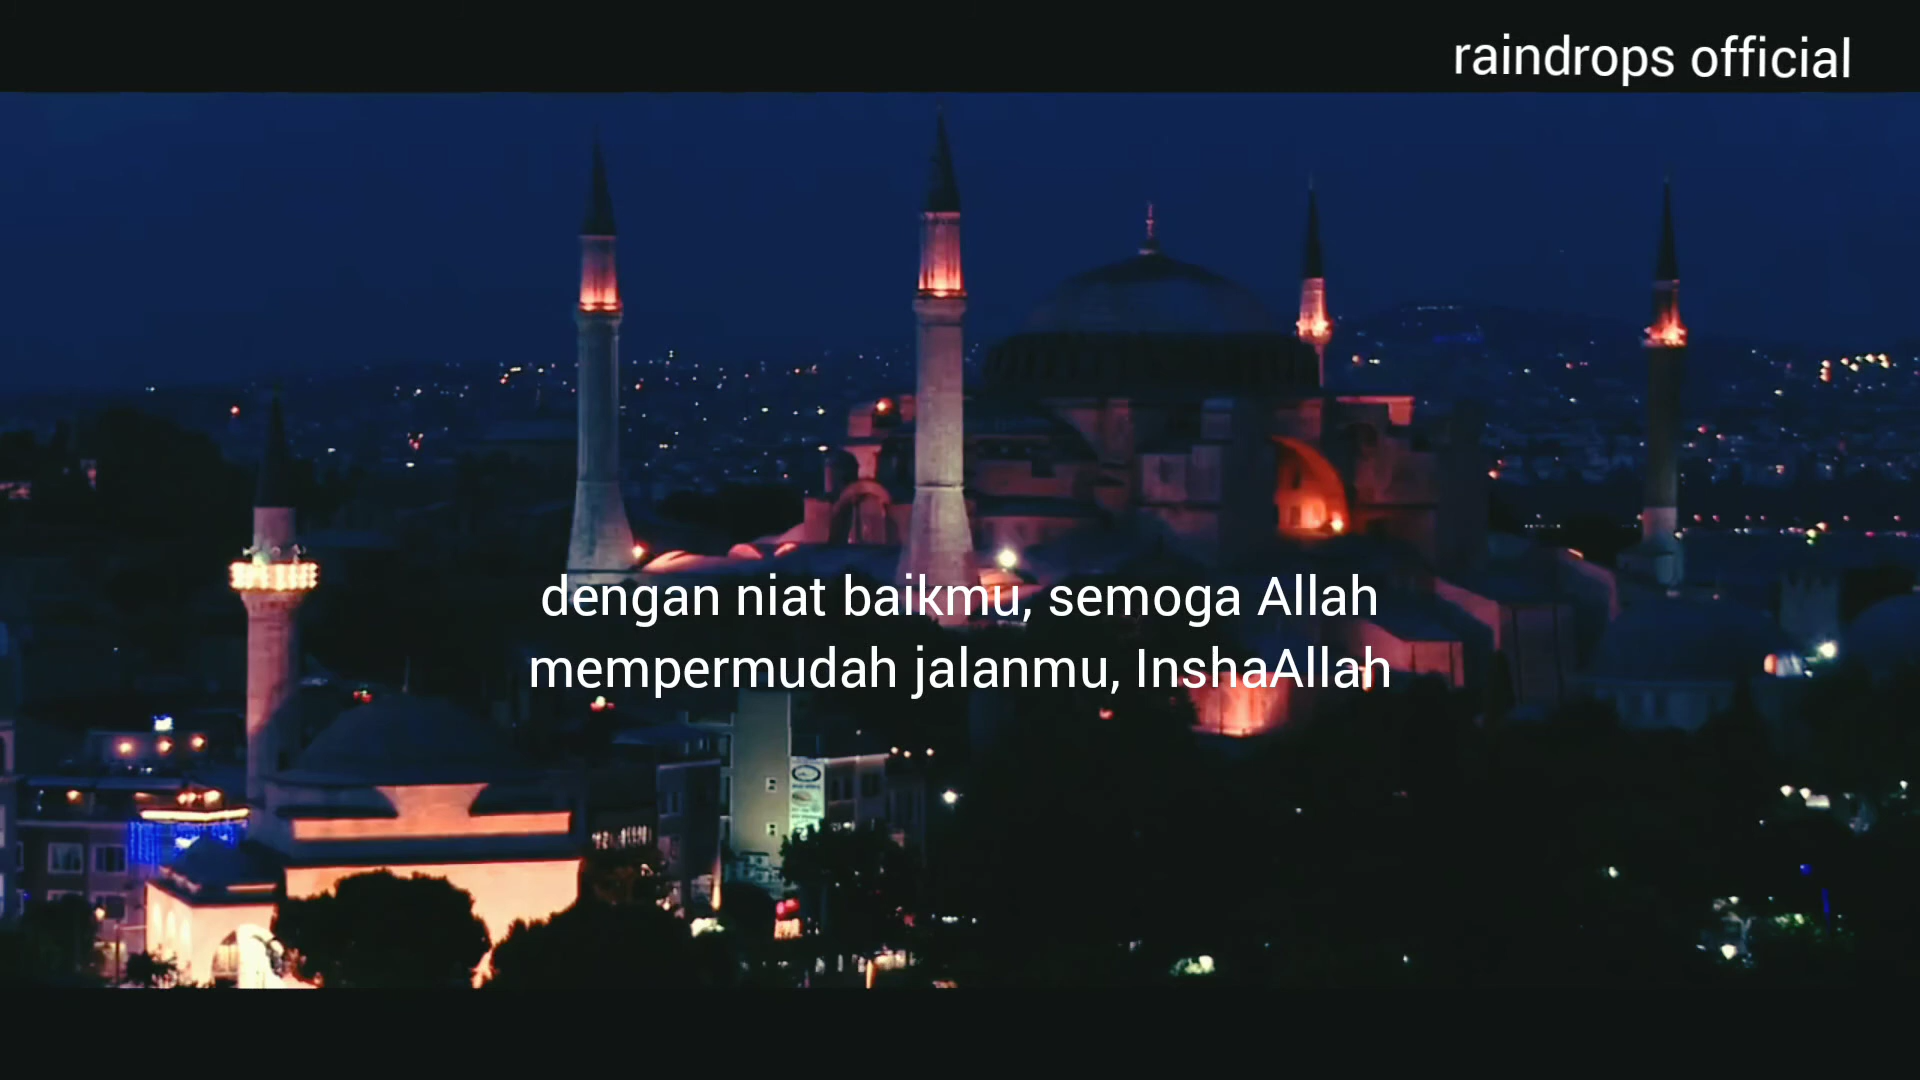 raindrops official
dengan niat baikmu, semoga Allah
mempermudah jalanmu, InshaAllah